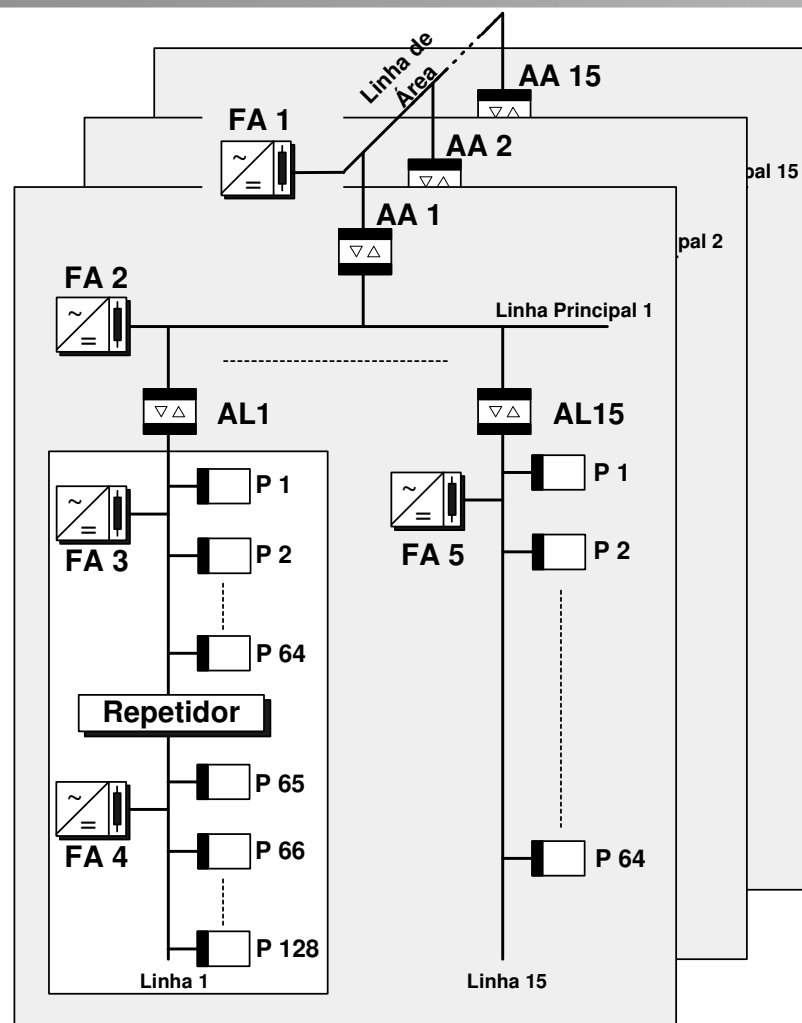 Linha de
Área
AA 15
FA 1
AA 2
pal 15
AA 1
pal 2
FA 2
Linha Principal 1
AL1
AL15
P 1
P 1
FA 3
P 2
FA 5
P 2
P 64
Repetidor
P 65
FA 4
P 66
P 64
P 128
Linha 1
Linha 15